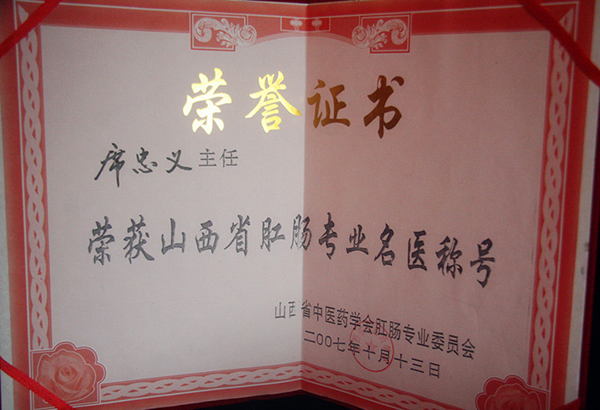 荣誉证书
席忠义主任
荣获山西省肛肠专业名医称号
山西省中医药学会肛肠专业委员会
二00七年十月十三日